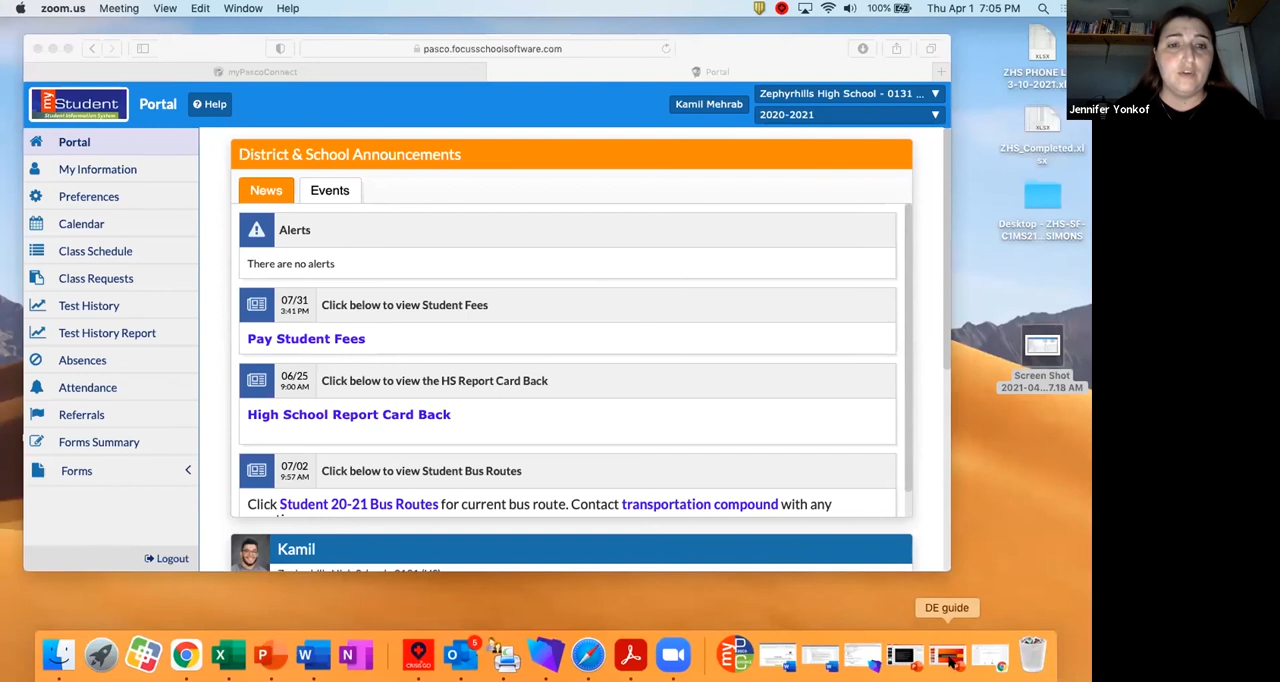 zoom.us Meeting View Edit Window Help 100% Thu Apr 1 7:05 PM
pasco.focusschoolsoftware.com
myPascoConnect Portal
myStudent
Student Information System
Portal
? Help
Kamil Mehrab
Zephyrhills High School - 0131 ...
2020-2021
Portal
My Information
Preferences
Calendar
Class Schedule
Class Requests
Test History
Test History Report
Absences
Attendance
Referrals
Forms Summary
Forms
Logout
District & School Announcements
News Events
Alerts
There are no alerts
07/31
3:41 PM
Click below to view Student Fees
Pay Student Fees
06/25
9:00 AM
Click below to view the HS Report Card Back
High School Report Card Back
07/02
9:57 AM
Click below to view Student Bus Routes
Click Student 20-21 Bus Routes for current bus route. Contact transportation compound with any
Kamil
ZHS PHONE L
3-10-2021.xl
XLSX
ZHS_Completed.xl
sx
Desktop - ZHS-SF-
C1MS21...SIMONS
Screen Shot
2021-04...7.18 AM
Jennifer Yonkof
DE guide
5